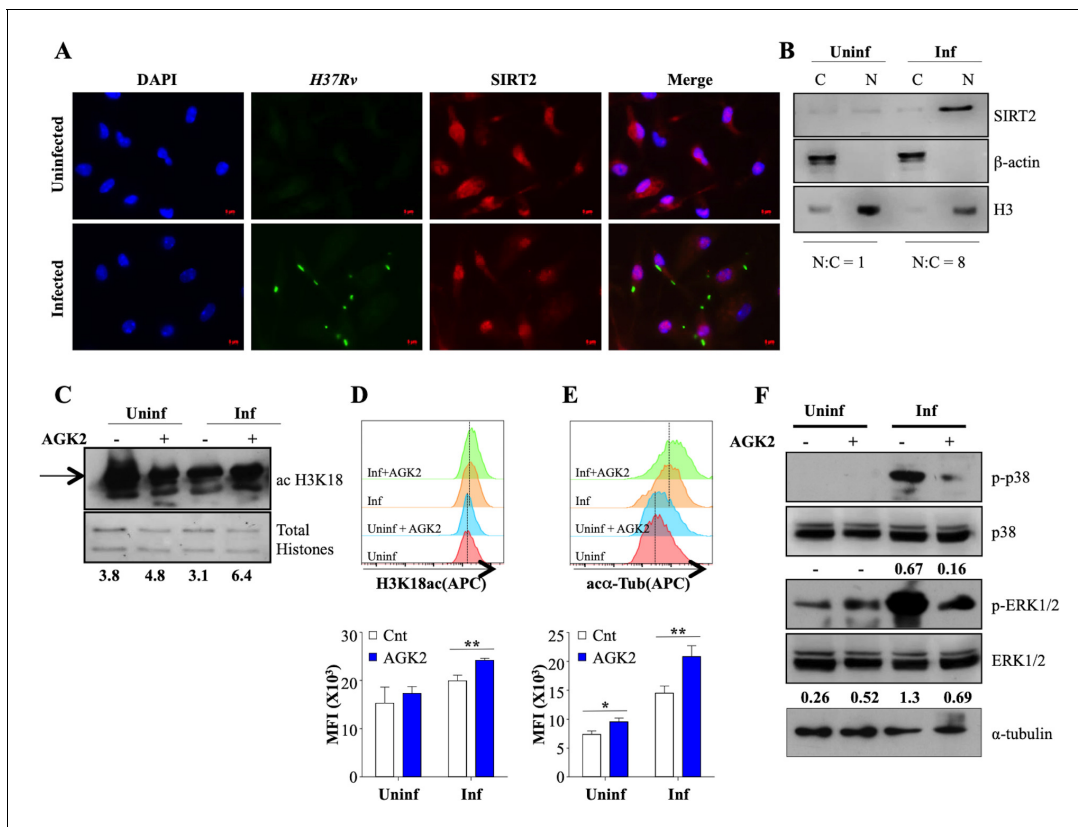 A
DAPI H37Rv SIRT2 Merge
Uninfected
Infected
B
Uninf Inf
C N C N
SIRT2
β-actin
H3
N:C = 1 N:C = 8
C
Uninf Inf
AGK2 - + - +
ac H3K18
Total
Histones
3.8 4.8 3.1 6.4
D
Inf+AGK2
Inf
Uninf + AGK2
Uninf
H3K18ac(APC)
MFI (X10³)
30
20
10
0
Cnt
AGK2
**
Uninf Inf
E
Inf+AGK2
Inf
Uninf + AGK2
Uninf
acα-Tub(APC)
MFI (X10³)
25
20
15
10
5
0
Cnt
AGK2
*
**
Uninf Inf
F
Uninf Inf
AGK2 - + - +
p-p38
p38
- - 0.67 0.16
p-ERK1/2
ERK1/2
0.26 0.52 1.3 0.69
α-tubulin